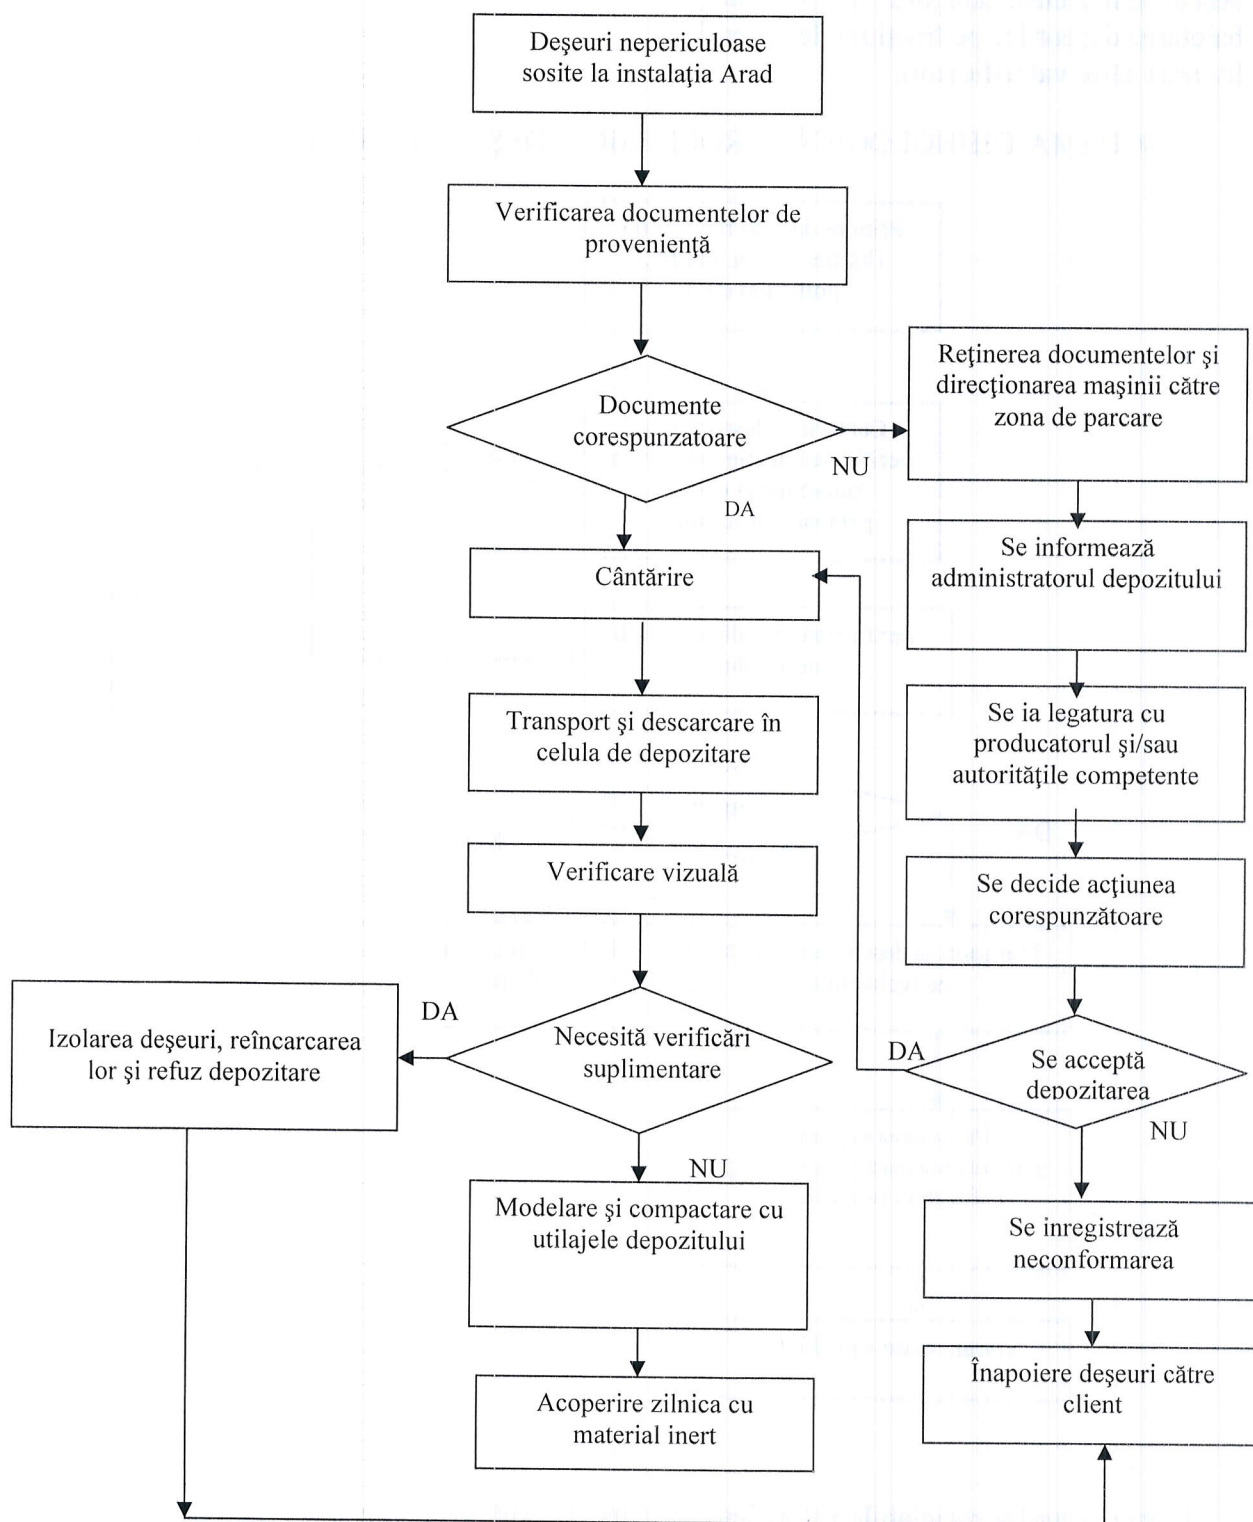 Deşeuri nepericuloase
sosite la instalaţia Arad
Verificarea documentelor de
provenienţă
Documente
corespunzatoare
NU
DA
Reţinerea documentelor şi
direcţionarea maşinii către
zona de parcare
Se informează
administratorul depozitului
Se ia legatura cu
producatorul şi/sau
autorităţile competente
Se decide acţiunea
corespunzătoare
Se acceptă
depozitarea
DA
NU
Se inregistrează
neconformarea
Înapoiere deşeuri către
client
Cântărire
Transport şi descarcare în
celula de depozitare
Verificare vizuală
Necesită verificări
suplimentare
DA
NU
Izolarea deşeuri, reîncarcarea
lor şi refuz depozitare
Modelare şi compactare cu
utilajele depozitului
Acoperire zilnica cu
material inert